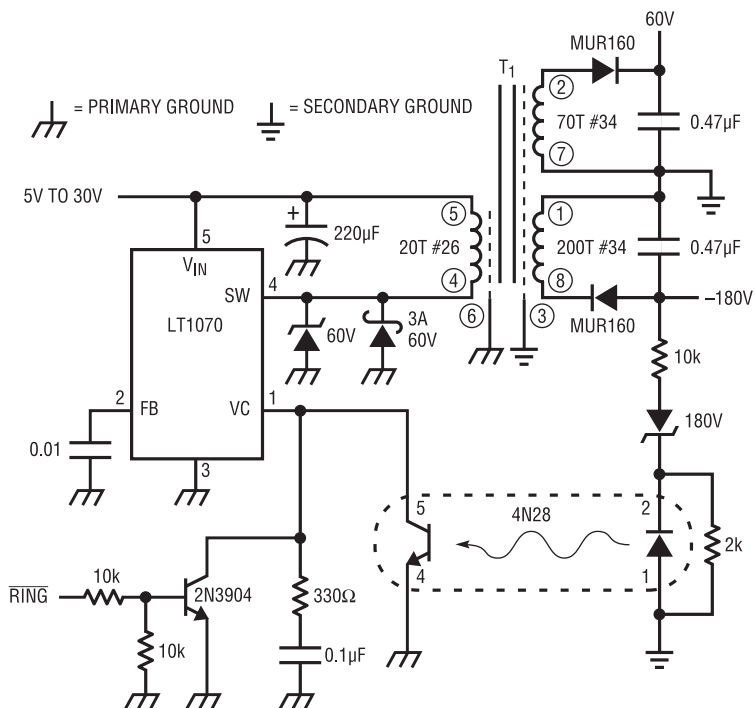 60V
MUR160
T1
2
= PRIMARY GROUND
= SECONDARY GROUND
70T #34
0.47µF
7
5V TO 30V
5
1
+
220µF
20T #26
200T #34
0.47µF
5
VIN
4
8
4
SW
–180V
6
3
MUR160
LT1070
60V
3A
60V
10k
2
FB
VC
1
180V
0.01
3
5
4N28
2
2k
4
1
RING
10k
2N3904
330Ω
10k
0.1µF